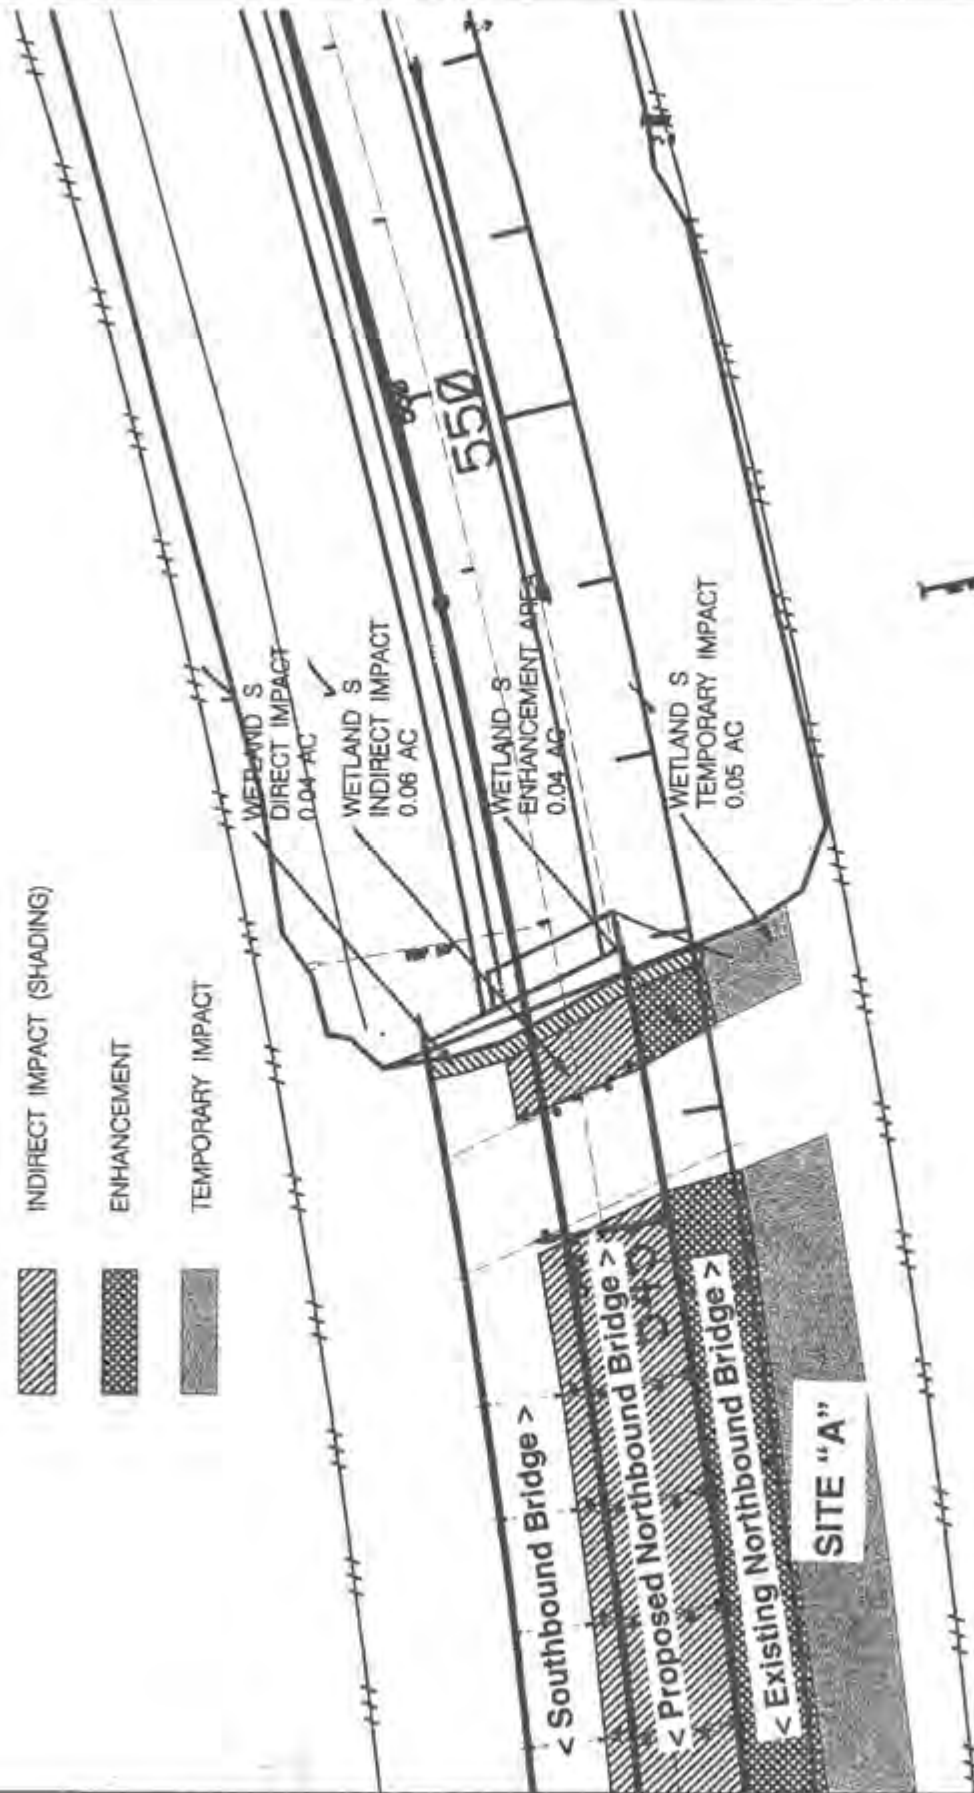 INDIRECT IMPACT (SHADING)
ENHANCEMENT
TEMPORARY IMPACT
WETLAND S
DIRECT IMPACT
0.04 AC
WETLAND S
INDIRECT IMPACT
0.06 AC
WETLAND S
ENHANCEMENT AREA
0.04 AC
WETLAND S
TEMPORARY IMPACT
0.05 AC
550
< Southbound Bridge >
< Proposed Northbound Bridge >
< Existing Northbound Bridge >
SITE “A”